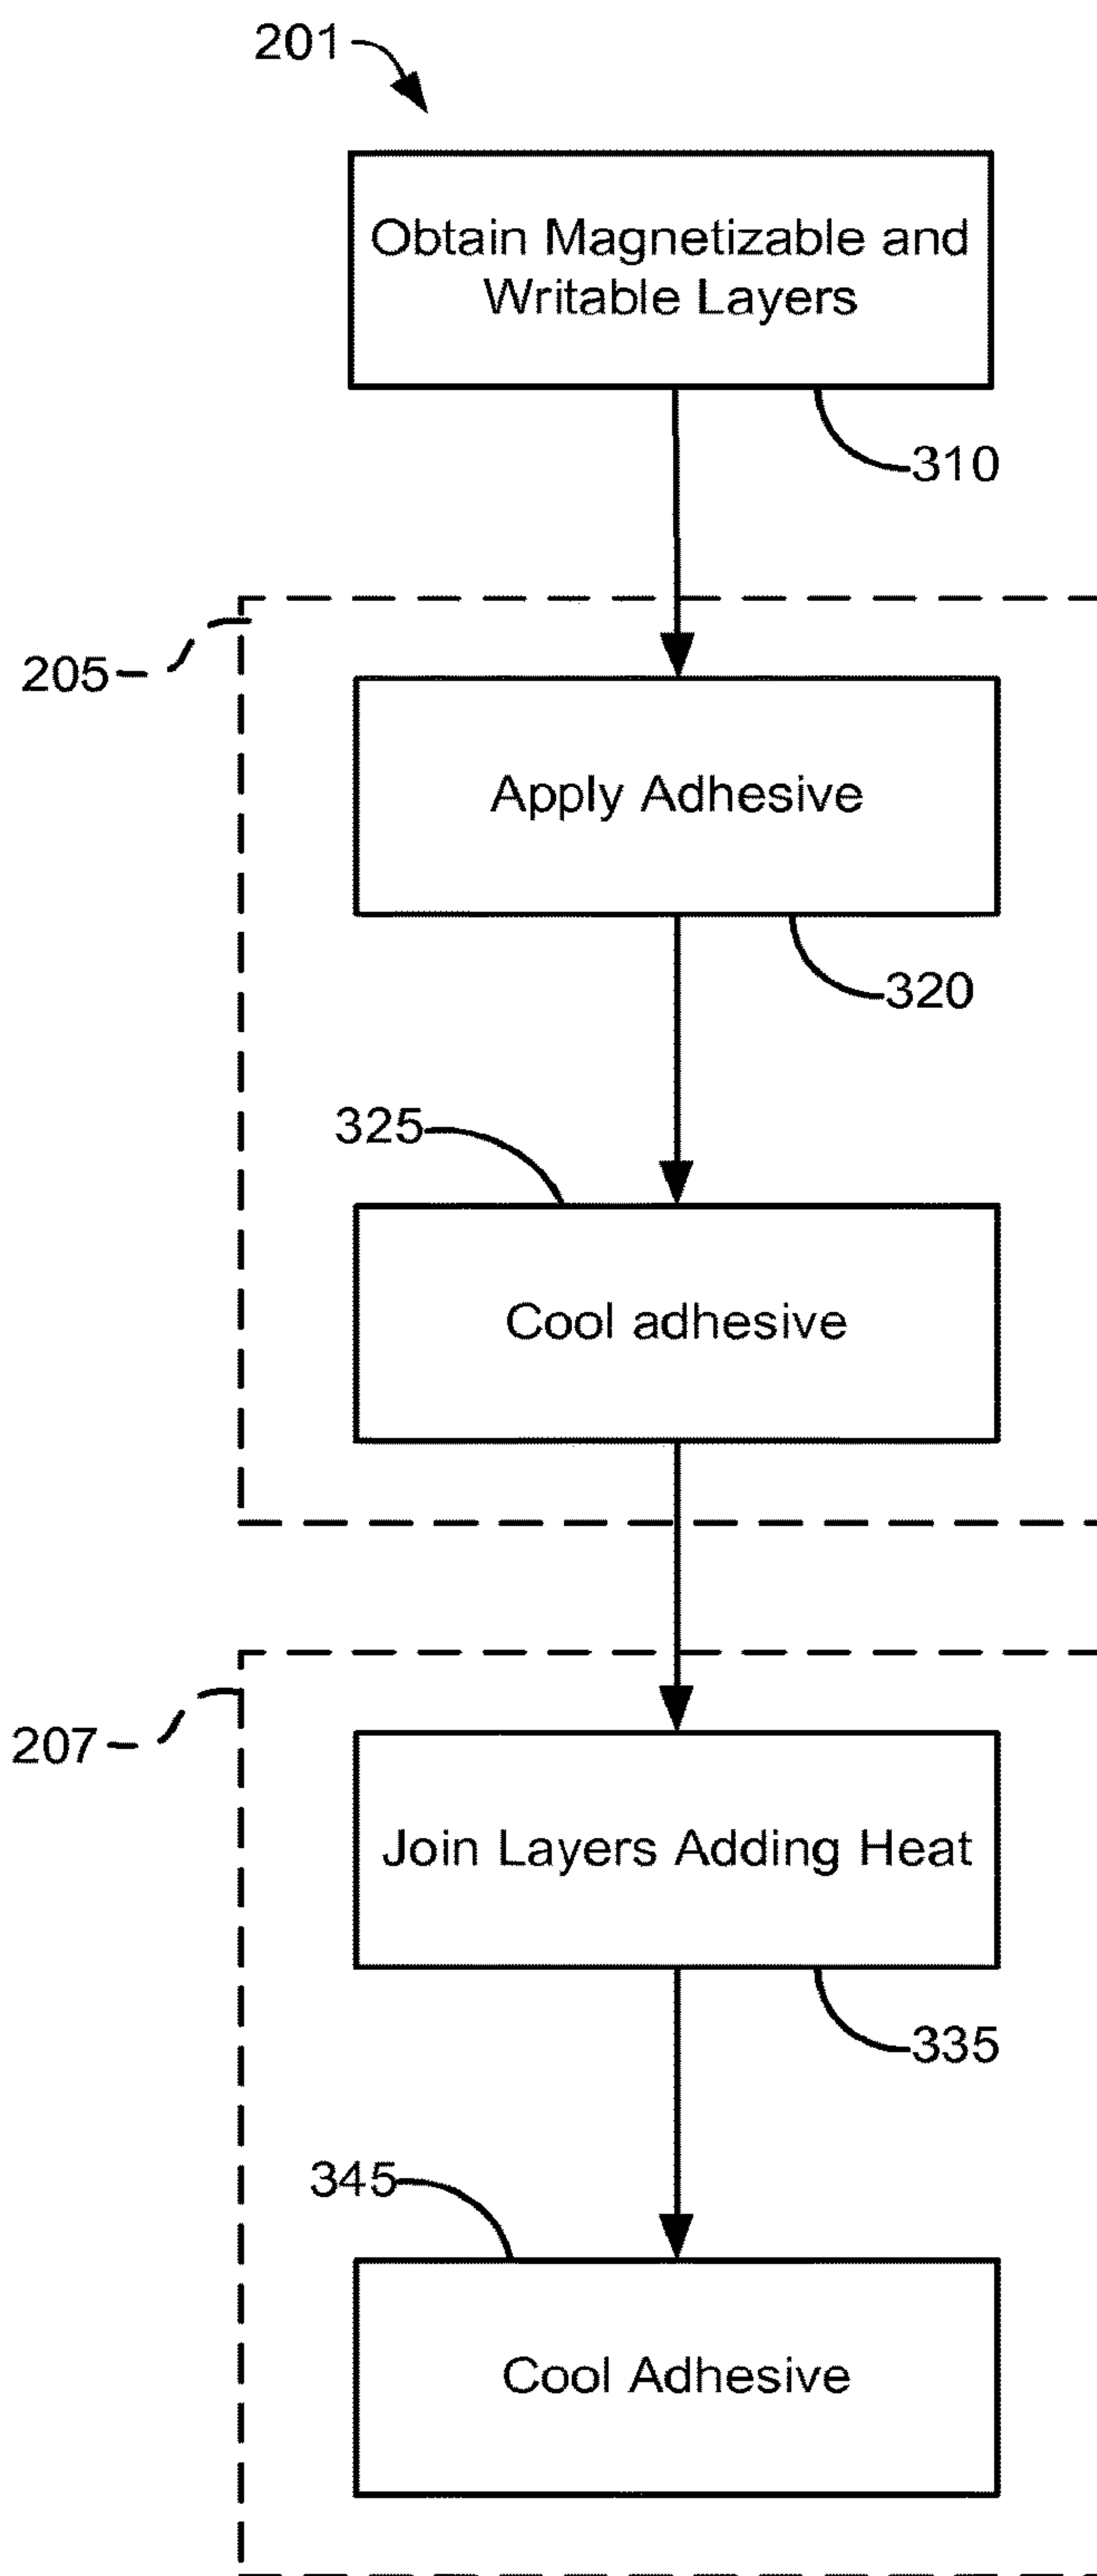 201
Obtain Magnetizable and
Writable Layers
310
205
Apply Adhesive
320
325
Cool adhesive
207
Join Layers Adding Heat
335
345
Cool Adhesive